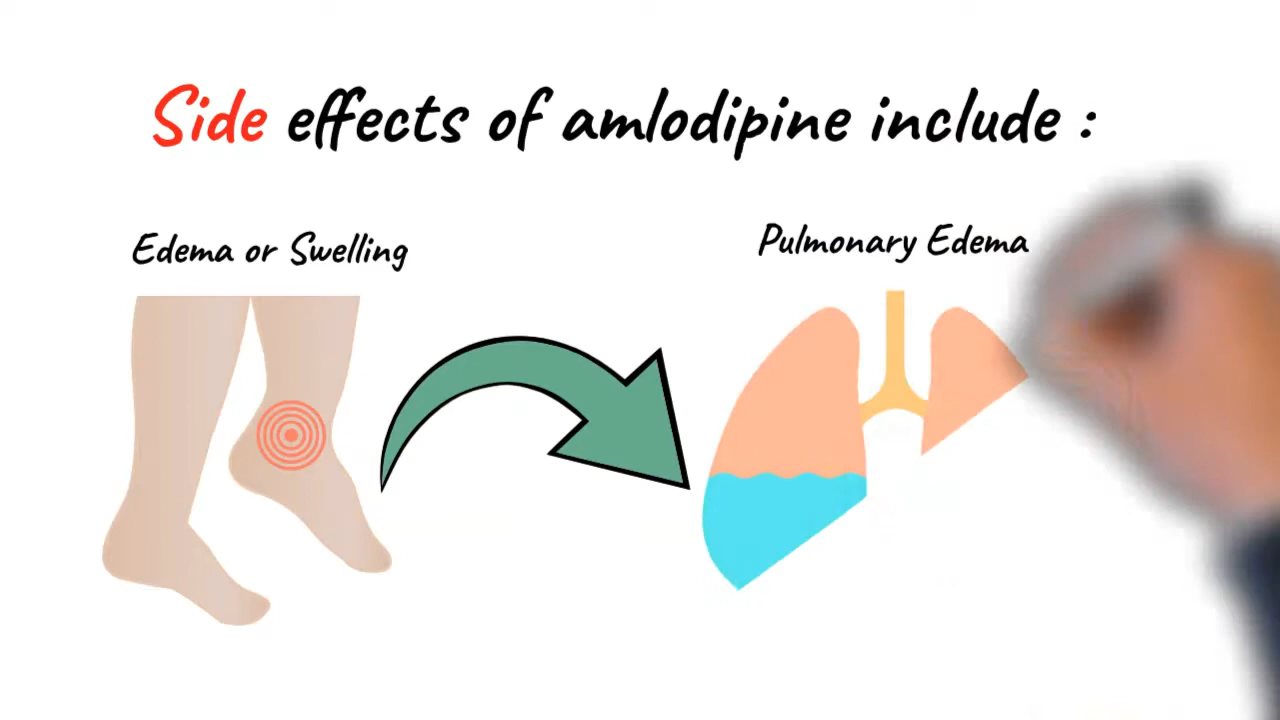 Side effects of amlodipine include :
Edema or Swelling
Pulmonary Edema